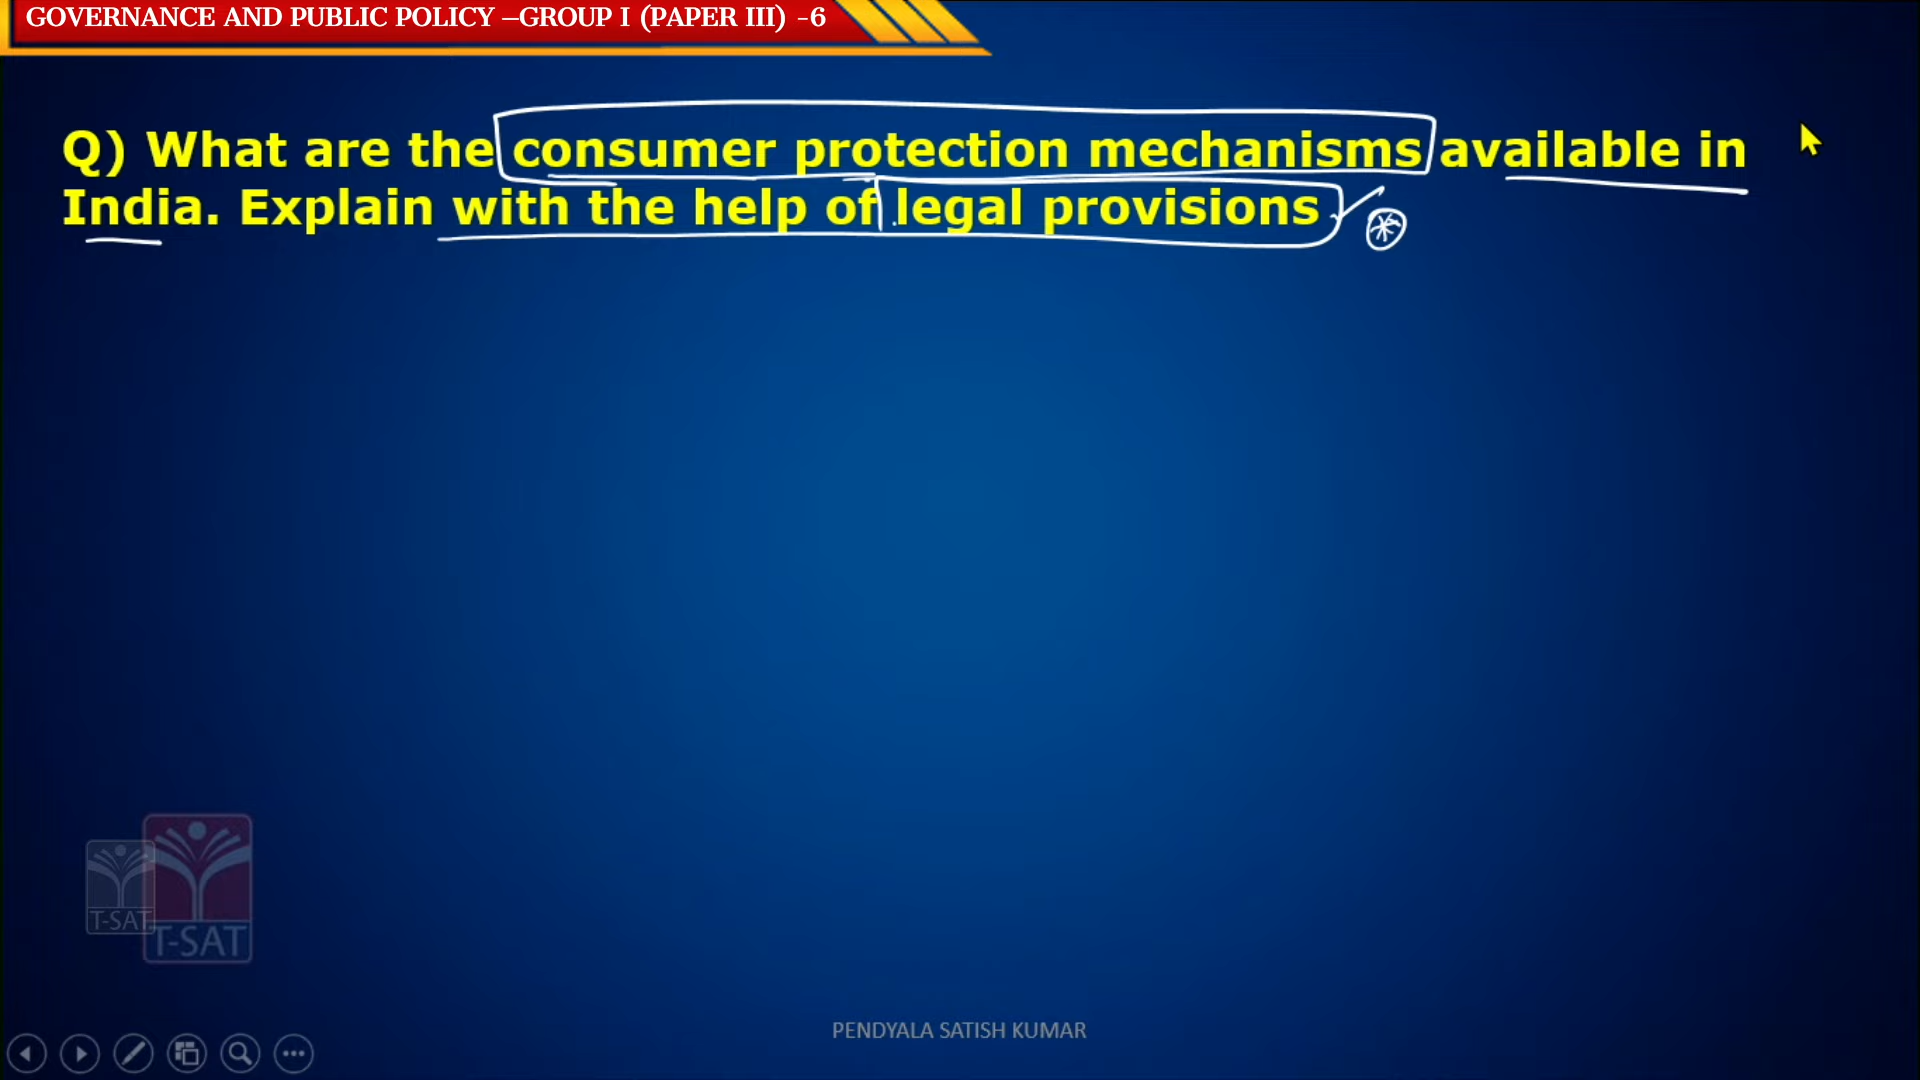 GOVERNANCE AND PUBLIC POLICY –GROUP I (PAPER III) -6
Q) What are the consumer protection mechanisms available in
India. Explain with the help of legal provisions
T-SAT
T-SAT
PENDYALA SATISH KUMAR